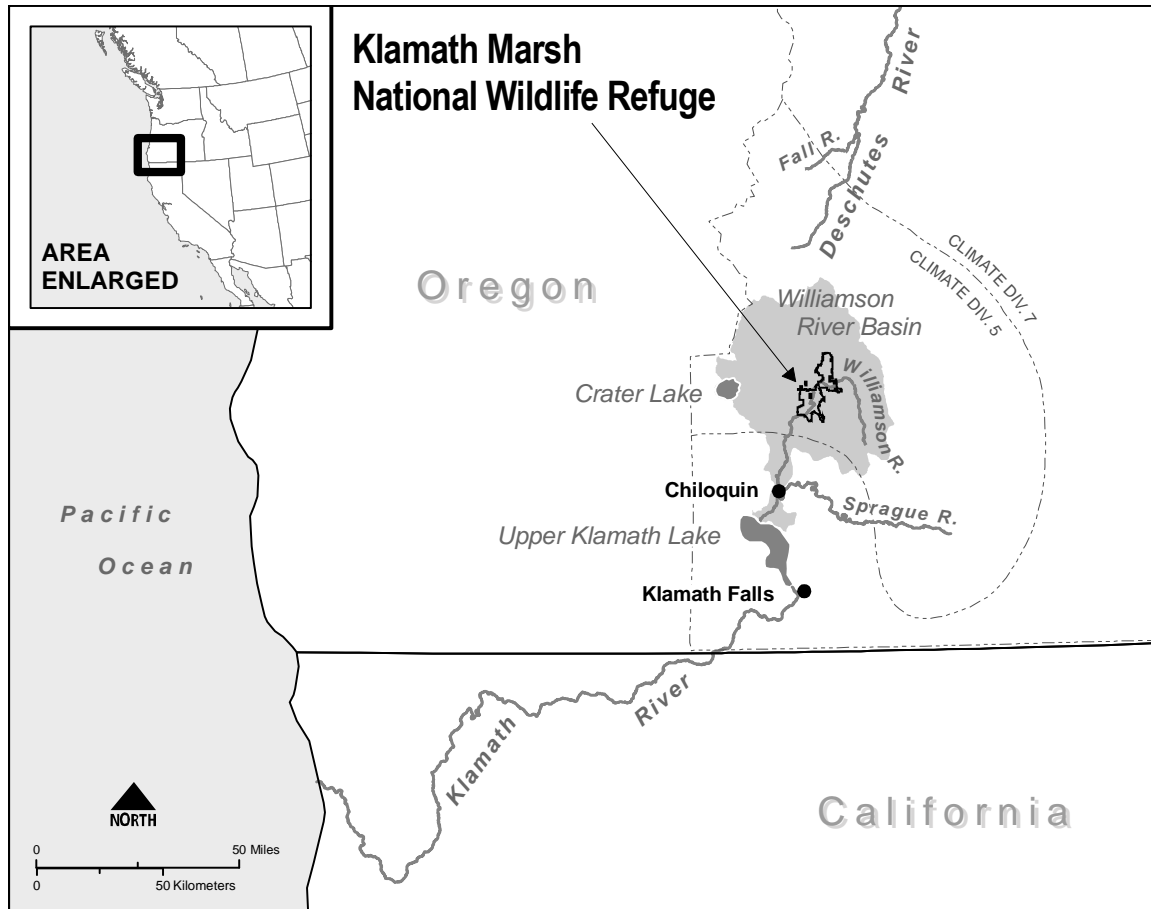 Klamath Marsh
National Wildlife Refuge
AREA
ENLARGED
River
Fall R.
Deschutes
CLIMATE DIV. 7
CLIMATE DIV. 5
Oregon
Williamson
River Basin
Crater Lake
Williamson R.
Chiloquin
Sprague R.
Upper Klamath Lake
Pacific
Ocean
Klamath Falls
River
Klamath
California
NORTH
0 50 Miles
0 50 Kilometers